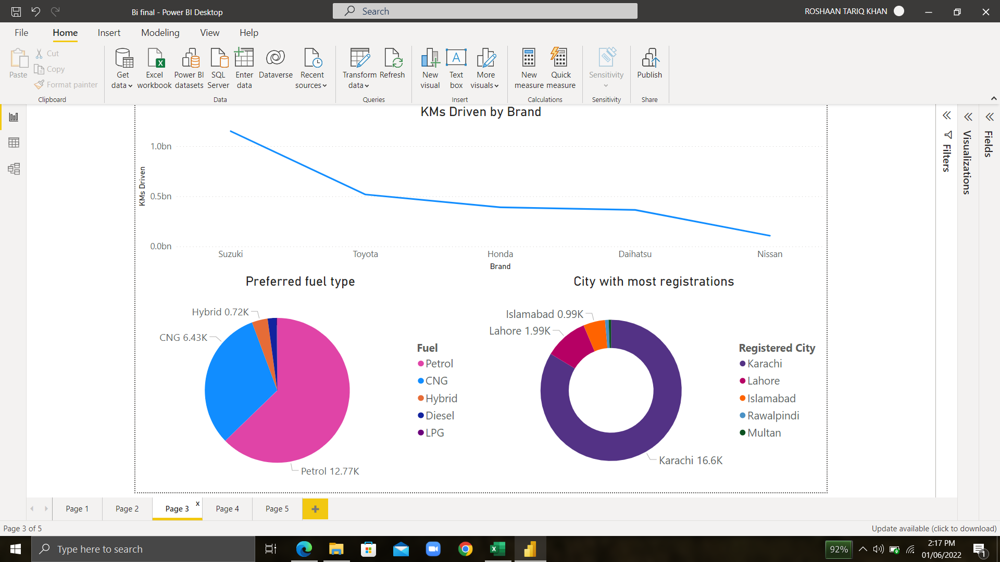 Bi final - Power BI Desktop
Search
ROSHAAN TARIQ KHAN
File Home Insert Modeling View Help
Paste
Cut
Copy
Format painter
Clipboard
Get data
Excel workbook
Power BI datasets
SQL Server
Enter data
Dataverse
Recent sources
Data
Transform data
Refresh
Queries
New visual
Text box
More visuals
Insert
New measure
Quick measure
Calculations
Sensitivity
Sensitivity
Publish
Share
KMs Driven by Brand
KMs Driven
1.0bn
0.5bn
0.0bn
Suzuki Toyota Honda Daihatsu Nissan
Brand
Filters
Visualizations
Fields
Preferred fuel type
Hybrid 0.72K
CNG 6.43K
Petrol 12.77K
Fuel
Petrol
CNG
Hybrid
Diesel
LPG
City with most registrations
Islamabad 0.99K
Lahore 1.99K
Karachi 16.6K
Registered City
Karachi
Lahore
Islamabad
Rawalpindi
Multan
Page 1 Page 2 Page 3 x Page 4 Page 5 +
Page 3 of 5
Update available (click to download)
Type here to search
92%
2:17 PM
01/06/2022
1